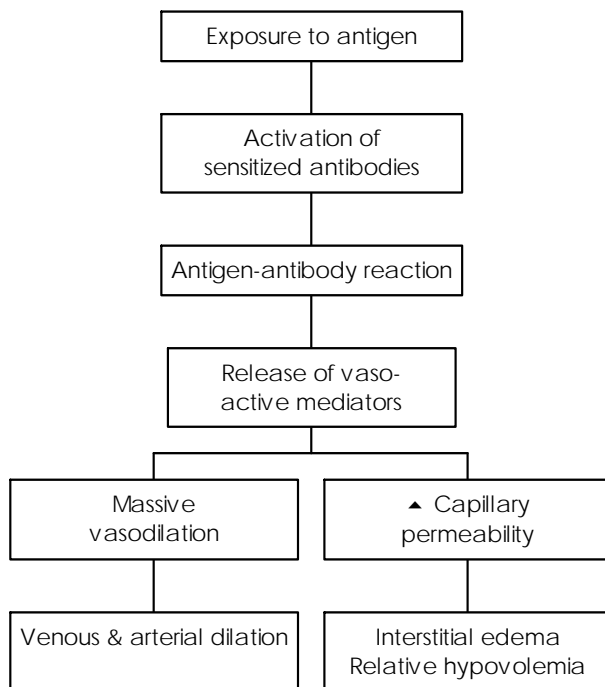 Exposure to antigen
Activation of
sensitized antibodies
Antigen-antibody reaction
Release of vaso-
active mediators
Massive
vasodilation
▲ Capillary
permeability
Venous & arterial dilation
Interstitial edema
Relative hypovolemia